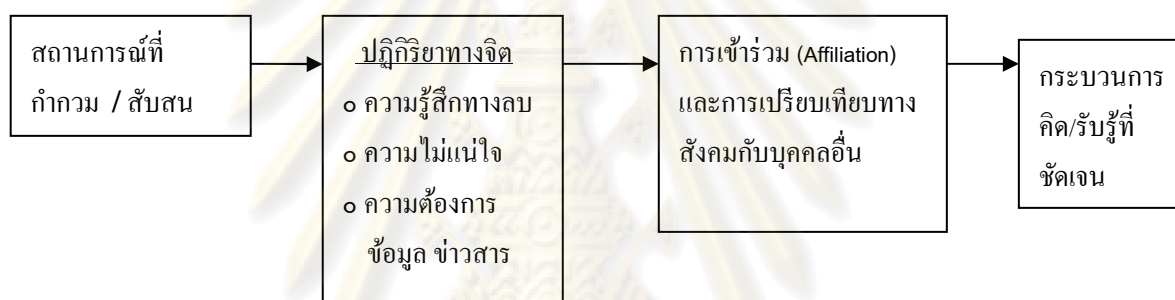 สถานการณ์ที่
กำกวม / สับสน
ปฏิกิริยาทางจิต
o ความรู้สึกทางลบ
o ความไม่แน่ใจ
o ความต้องการ
ข้อมูล ข่าวสาร
การเข้าร่วม (Affiliation)
และการเปรียบเทียบทาง
สังคมกับบุคคลอื่น
กระบวนการ
คิด/รับรู้ที่
ชัดเจน